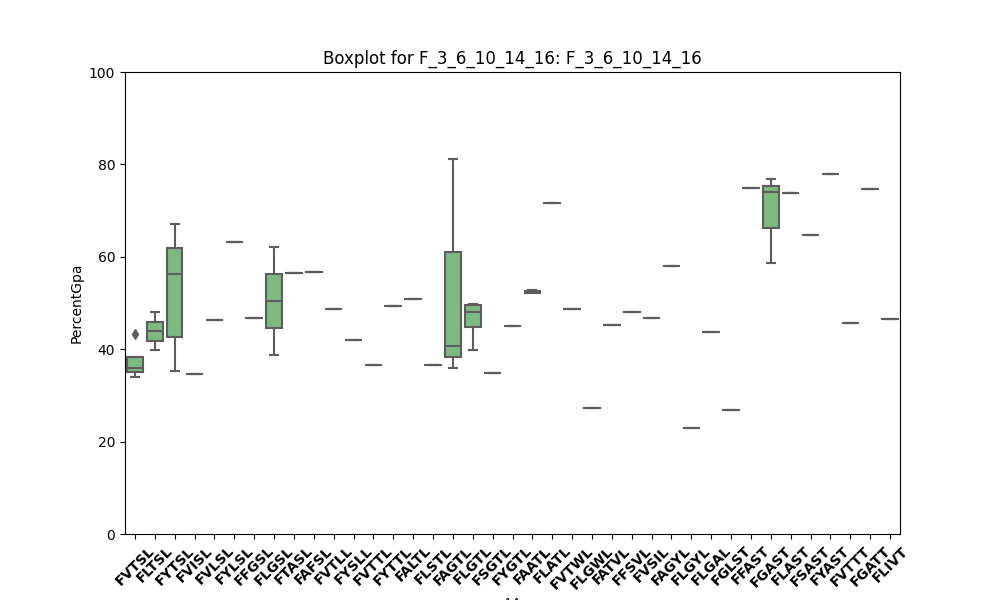 Boxplot for F_3_6_10_14_16: F_3_6_10_14_16
PercentGpa
100
80
60
40
20
0
FVTSL
FLTSL
FYTSL
FVISL
FVLSL
FYLSL
FFGSL
FLGSL
FTASL
FAFSL
FVTLL
FYSLL
FVTTL
FYTTL
FALTL
FLSTL
FAGTL
FLGTL
FSGTL
FYGTL
FAATL
FLATL
FVTWL
FLGWL
FATVL
FFSVL
FVSIL
FAGYL
FLGYL
FLGAL
FGLST
FFAST
FGAST
FLAST
FSAST
FYAST
FVTTT
FGATT
FLIVT